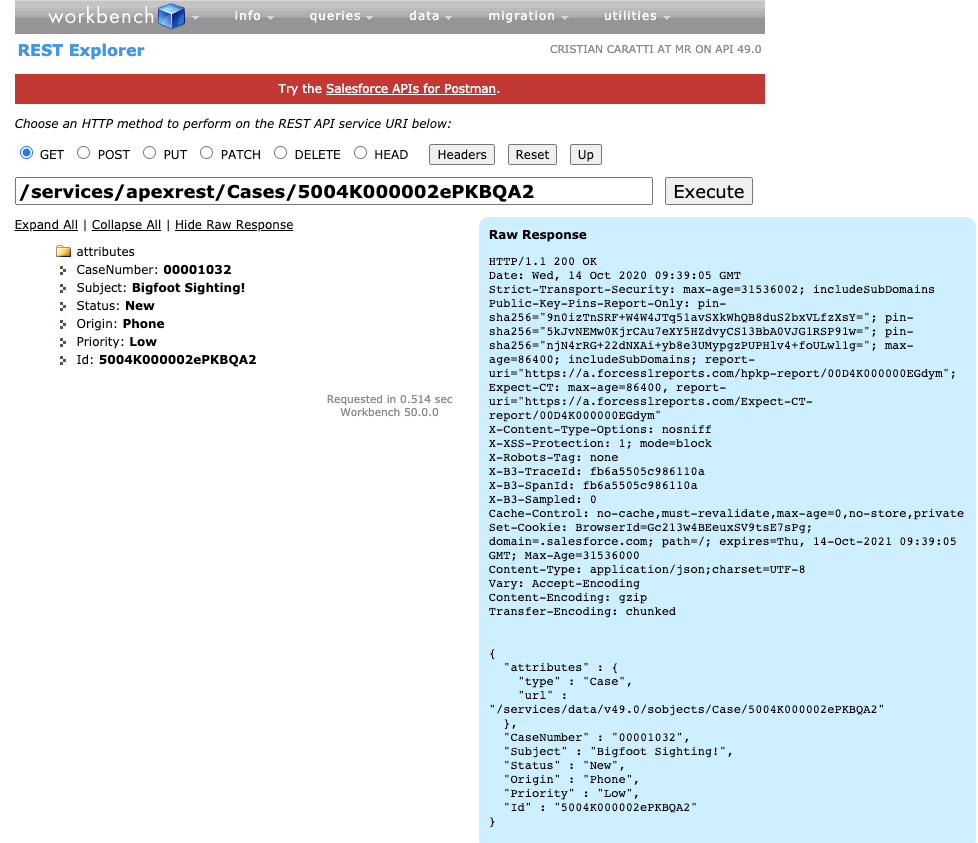 workbench info queries data migration utilities
REST Explorer CRISTIAN CARATTI AT MR ON API 49.0
Try the Salesforce APIs for Postman.
Choose an HTTP method to perform on the REST API service URI below:
GET POST PUT PATCH DELETE HEAD Headers Reset Up
/services/apexrest/Cases/5004K000002ePKBQA2 Execute
Expand All | Collapse All | Hide Raw Response
attributes
CaseNumber: 00001032
Subject: Bigfoot Sighting!
Status: New
Origin: Phone
Priority: Low
Id: 5004K000002ePKBQA2
Requested in 0.514 sec
Workbench 50.0.0
Raw Response
HTTP/1.1 200 OK
Date: Wed, 14 Oct 2020 09:39:05 GMT
Strict-Transport-Security: max-age=31536002; includeSubDomains
Public-Key-Pins-Report-Only: pin-
sha256="9n0izTnSRF+W4W4JTq51avSXkWhQB8duS2bxVLfzXsY="; pin-
sha256="5kJvNEMw0KjrCAu7eXY5HZdvyCS13BbA0VJG1RSP91w="; pin-
sha256="njN4rRG+22dNXAi+yb8e3UMypgzPUPHlv4+foULwl1g="; max-
age=86400; includeSubDomains; report-
uri="https://a.forcesslreports.com/hpkp-report/00D4K000000EGdym";
Expect-CT: max-age=86400, report-
uri="https://a.forcesslreports.com/Expect-CT-
report/00D4K000000EGdym"
X-Content-Type-Options: nosniff
X-XSS-Protection: 1; mode=block
X-Robots-Tag: none
X-B3-TraceId: fb6a5505c986110a
X-B3-SpanId: fb6a5505c986110a
X-B3-Sampled: 0
Cache-Control: no-cache,must-revalidate,max-age=0,no-store,private
Set-Cookie: BrowserId=Gc213w4BEeuxSV9tsE7sPg;
domain=.salesforce.com; path=/; expires=Thu, 14-Oct-2021 09:39:05
GMT; Max-Age=31536000
Content-Type: application/json;charset=UTF-8
Vary: Accept-Encoding
Content-Encoding: gzip
Transfer-Encoding: chunked
{
"attributes" : {
"type" : "Case",
"url" :
"/services/data/v49.0/sobjects/Case/5004K000002ePKBQA2"
},
"CaseNumber" : "00001032",
"Subject" : "Bigfoot Sighting!",
"Status" : "New",
"Origin" : "Phone",
"Priority" : "Low",
"Id" : "5004K000002ePKBQA2"
}